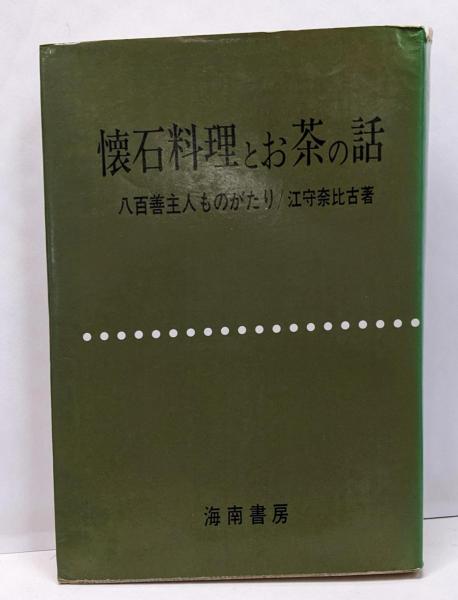 懐石料理とお茶の話
八百善主人ものがたり/江守奈比古著
海南書房